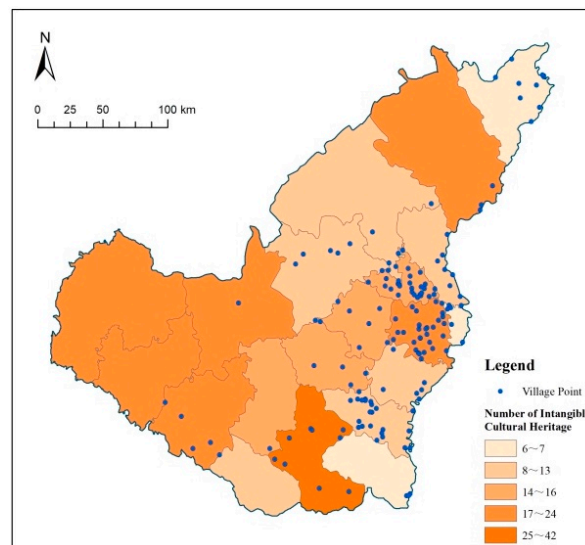 N
0 25 50 100 km
Legend
Village Point
Number of Intangible
Cultural Heritage
6～7
8～13
14～16
17～24
25～42